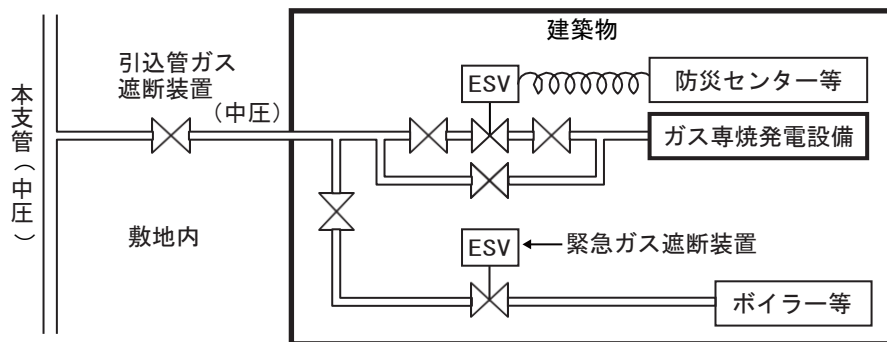 建築物
引込管ガス
遮断装置
(中圧)
ESV
防災センター等
本支管(中圧)
ガス専焼発電設備
敷地内
ESV
緊急ガス遮断装置
ボイラー等